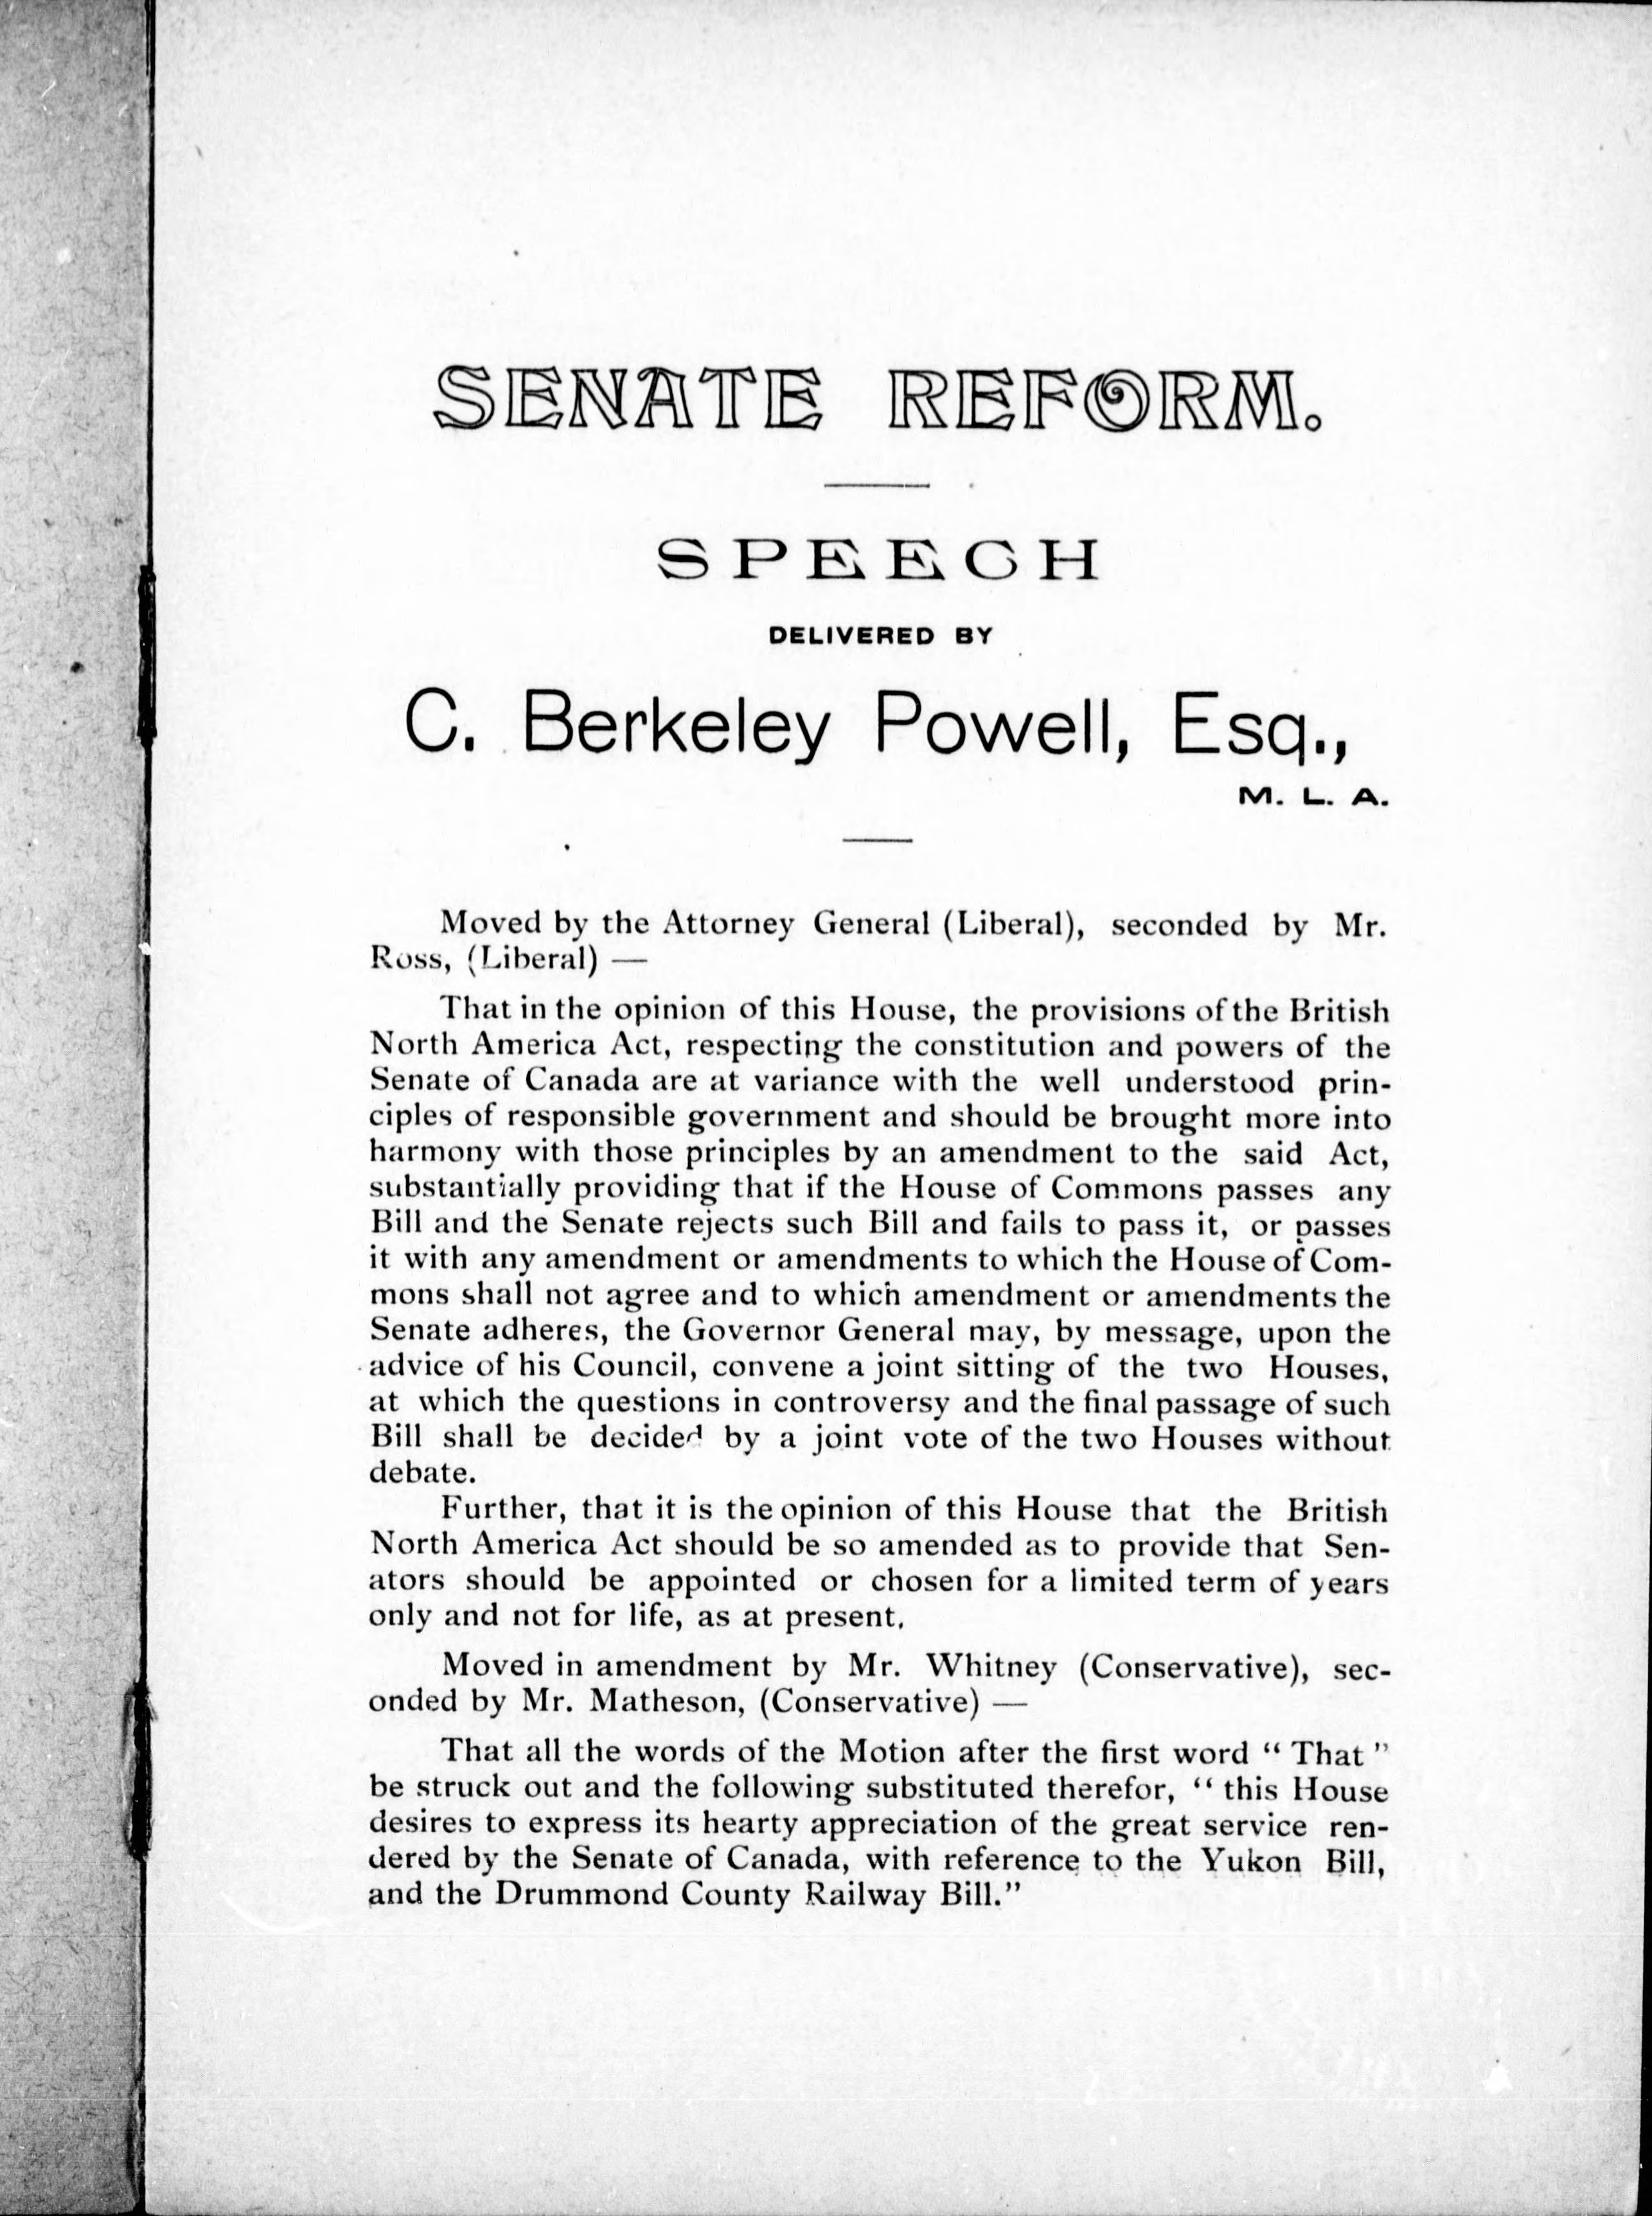 SENATE REFORM.
SPEECH
DELIVERED BY
C. Berkeley Powell, Esq.,
M. L. A.
Moved by the Attorney General (Liberal), seconded by Mr.
Ross, (Liberal) —
That in the opinion of this House, the provisions of the British
North America Act, respecting the constitution and powers of the
Senate of Canada are at variance with the well understood prin-
ciples of responsible government and should be brought more into
harmony with those principles by an amendment to the said Act,
substantially providing that if the House of Commons passes any
Bill and the Senate rejects such Bill and fails to pass it, or passes
it with any amendment or amendments to which the House of Com-
mons shall not agree and to which amendment or amendments the
Senate adheres, the Governor General may, by message, upon the
advice of his Council, convene a joint sitting of the two Houses,
at which the questions in controversy and the final passage of such
Bill shall be decided by a joint vote of the two Houses without
debate.
Further, that it is the opinion of this House that the British
North America Act should be so amended as to provide that Sen-
ators should be appointed or chosen for a limited term of years
only and not for life, as at present.
Moved in amendment by Mr. Whitney (Conservative), sec-
onded by Mr. Matheson, (Conservative) —
That all the words of the Motion after the first word “ That ”
be struck out and the following substituted therefor, “ this House
desires to express its hearty appreciation of the great service ren-
dered by the Senate of Canada, with reference to the Yukon Bill,
and the Drummond County Railway Bill.”